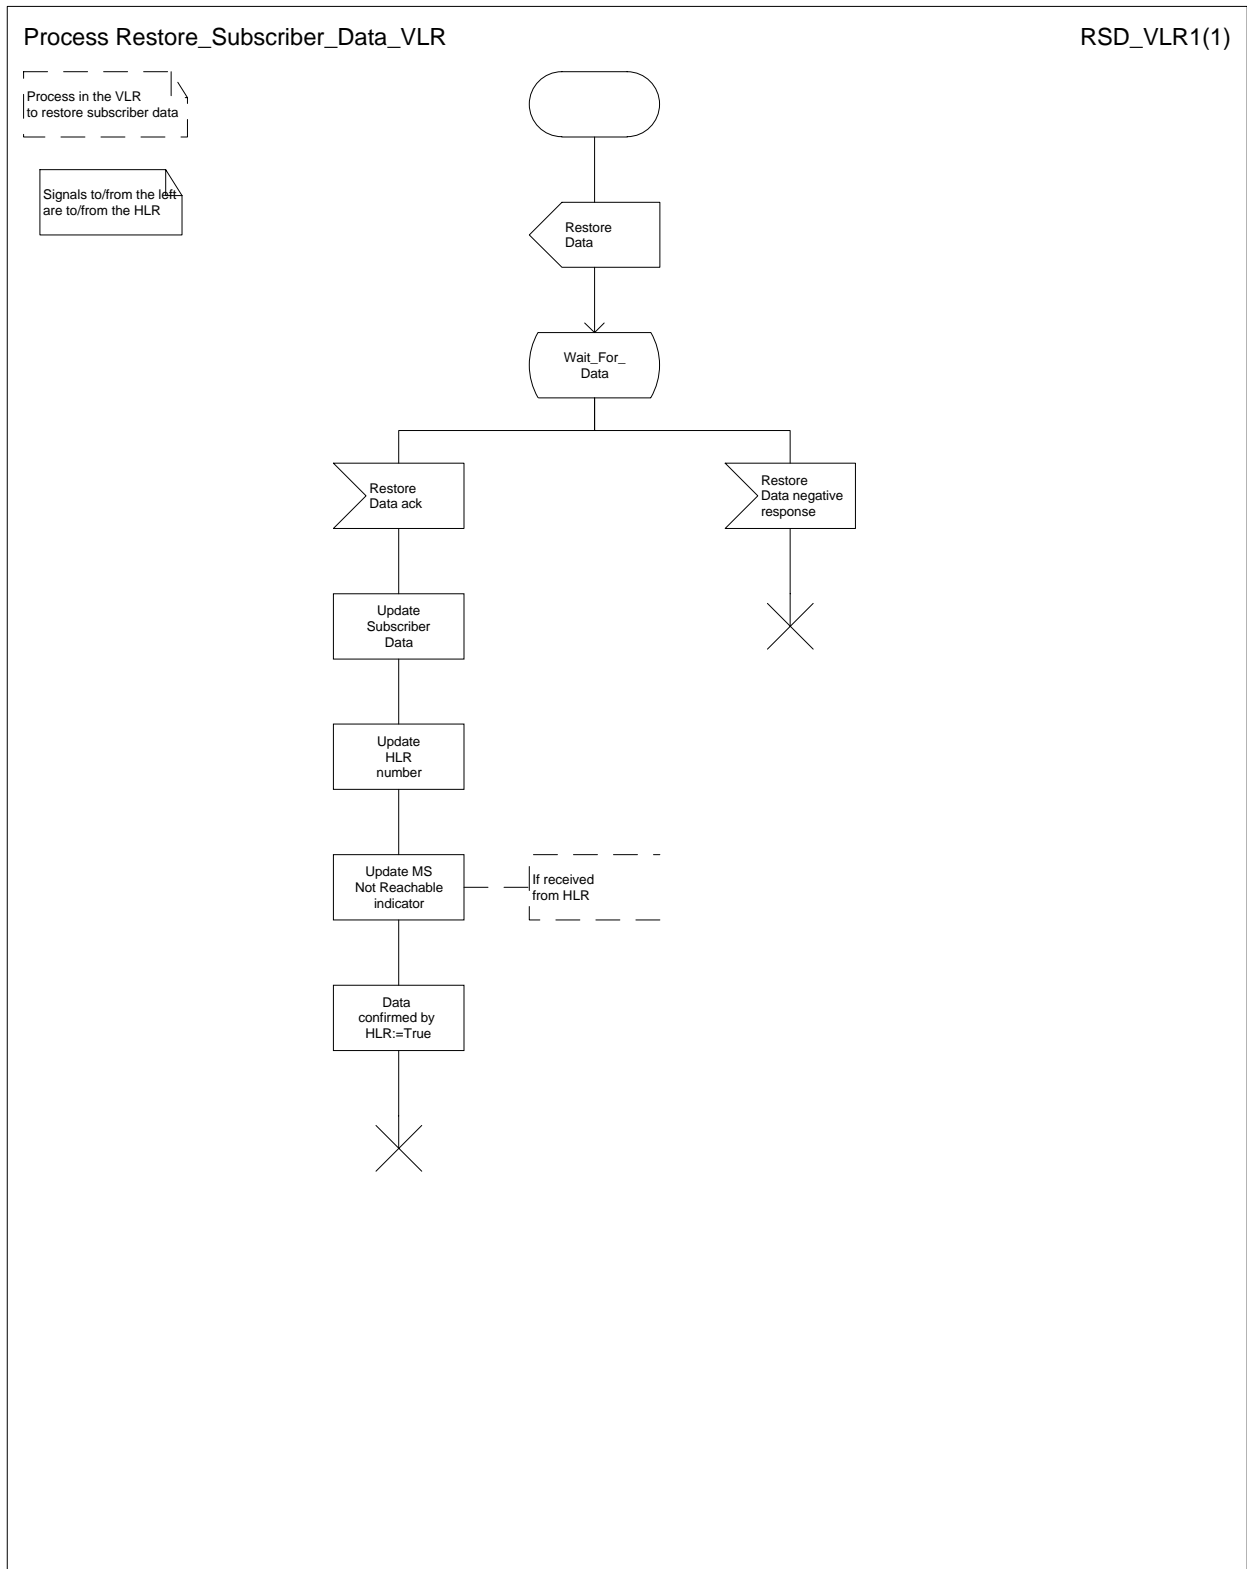 Process Restore_Subscriber_Data_VLR
RSD_VLR1(1)
Process in the VLR
to restore subscriber data
Signals to/from the left
are to/from the HLR
Restore
Data
Wait_For_
Data
Restore
Data ack
Restore
Data negative
response
Update
Subscriber
Data
Update
HLR
number
Update MS
Not Reachable
indicator
If received
from HLR
Data
confirmed by
HLR:=True